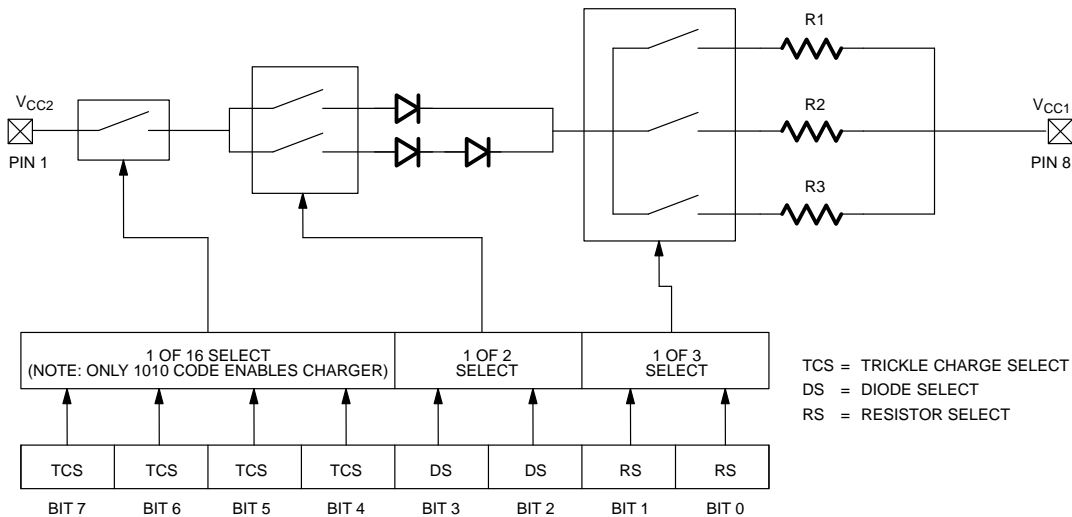 R1
VCC2
R2
VCC1
PIN 1
PIN 8
R3
1 OF 16 SELECT
(NOTE: ONLY 1010 CODE ENABLES CHARGER)
1 OF 2
SELECT
1 OF 3
SELECT
TCS = TRICKLE CHARGE SELECT
DS = DIODE SELECT
RS = RESISTOR SELECT
TCS TCS TCS TCS DS DS RS RS
BIT 7 BIT 6 BIT 5 BIT 4 BIT 3 BIT 2 BIT 1 BIT 0